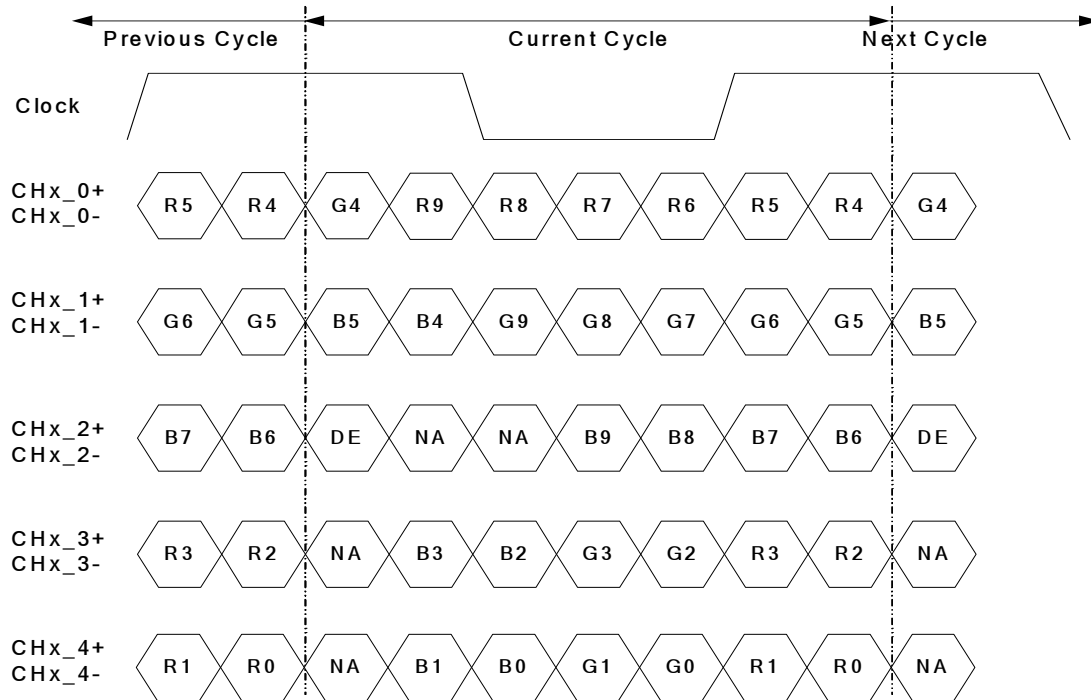 Previous Cycle Current Cycle Next Cycle
Clock
CHx_0+
CHx_0-
R5 R4 G4 R9 R8 R7 R6 R5 R4 G4
CHx_1+
CHx_1-
G6 G5 B5 B4 G9 G8 G7 G6 G5 B5
CHx_2+
CHx_2-
B7 B6 DE NA NA B9 B8 B7 B6 DE
CHx_3+
CHx_3-
R3 R2 NA B3 B2 G3 G2 R3 R2 NA
CHx_4+
CHx_4-
R1 R0 NA B1 B0 G1 G0 R1 R0 NA